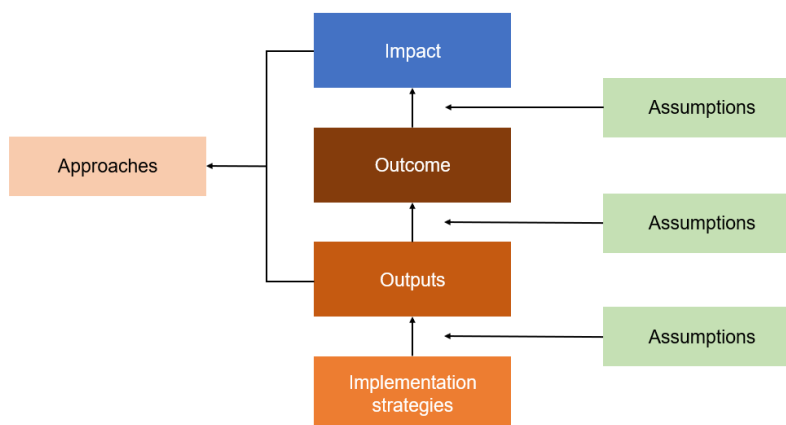 Impact
Assumptions
Approaches
Outcome
Assumptions
Outputs
Assumptions
Implementation
strategies